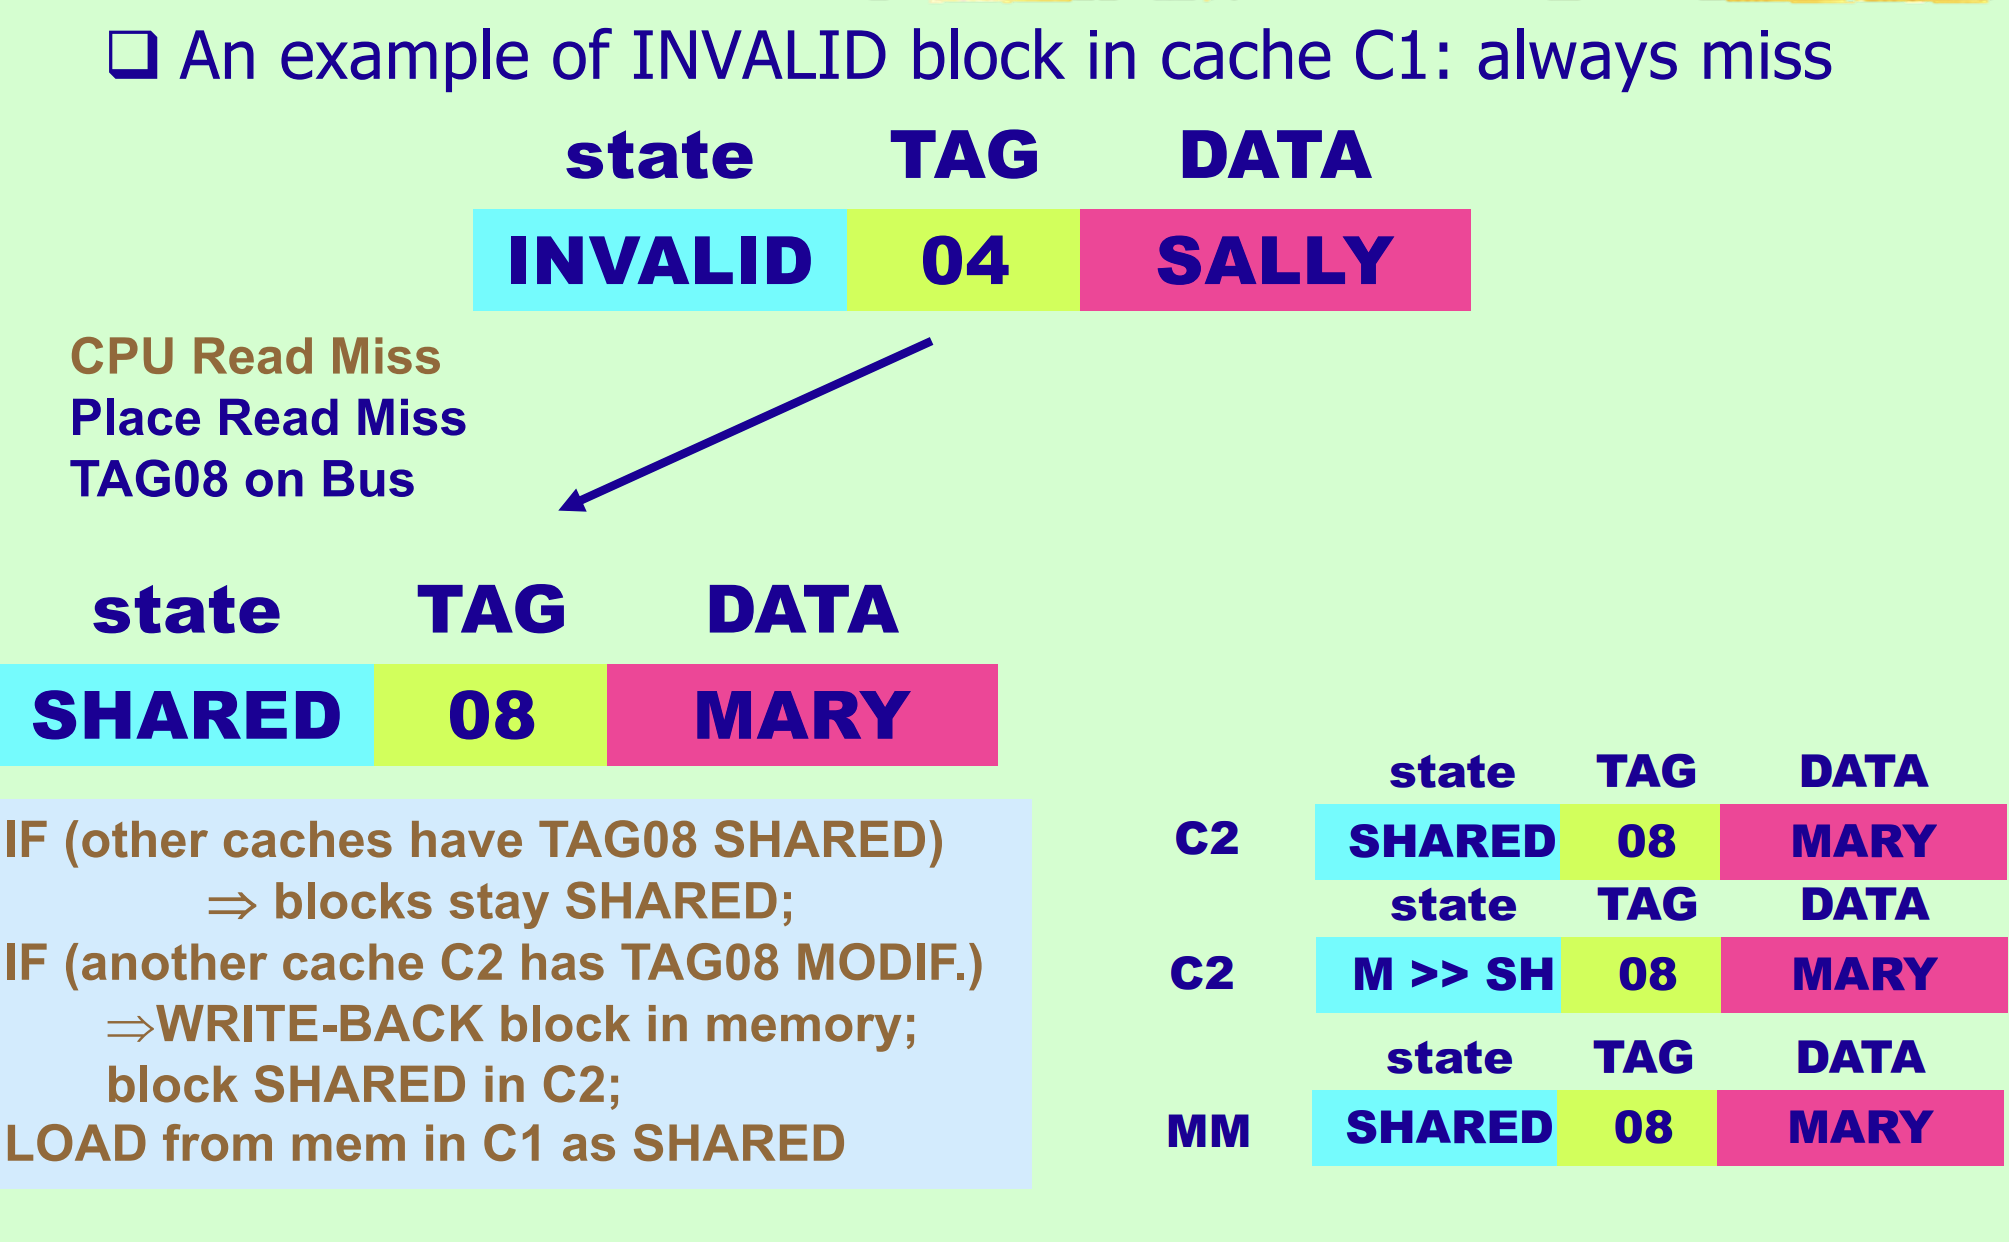 ❑ An example of INVALID block in cache C1: always miss
state TAG DATA
INVALID 04 SALLY
CPU Read Miss
Place Read Miss
TAG08 on Bus
state TAG DATA
SHARED 08 MARY
IF (other caches have TAG08 SHARED)
⇒ blocks stay SHARED;
IF (another cache C2 has TAG08 MODIF.)
⇒WRITE-BACK block in memory;
block SHARED in C2;
LOAD from mem in C1 as SHARED
state TAG DATA
C2 SHARED 08 MARY
state TAG DATA
C2 M >> SH 08 MARY
state TAG DATA
MM SHARED 08 MARY